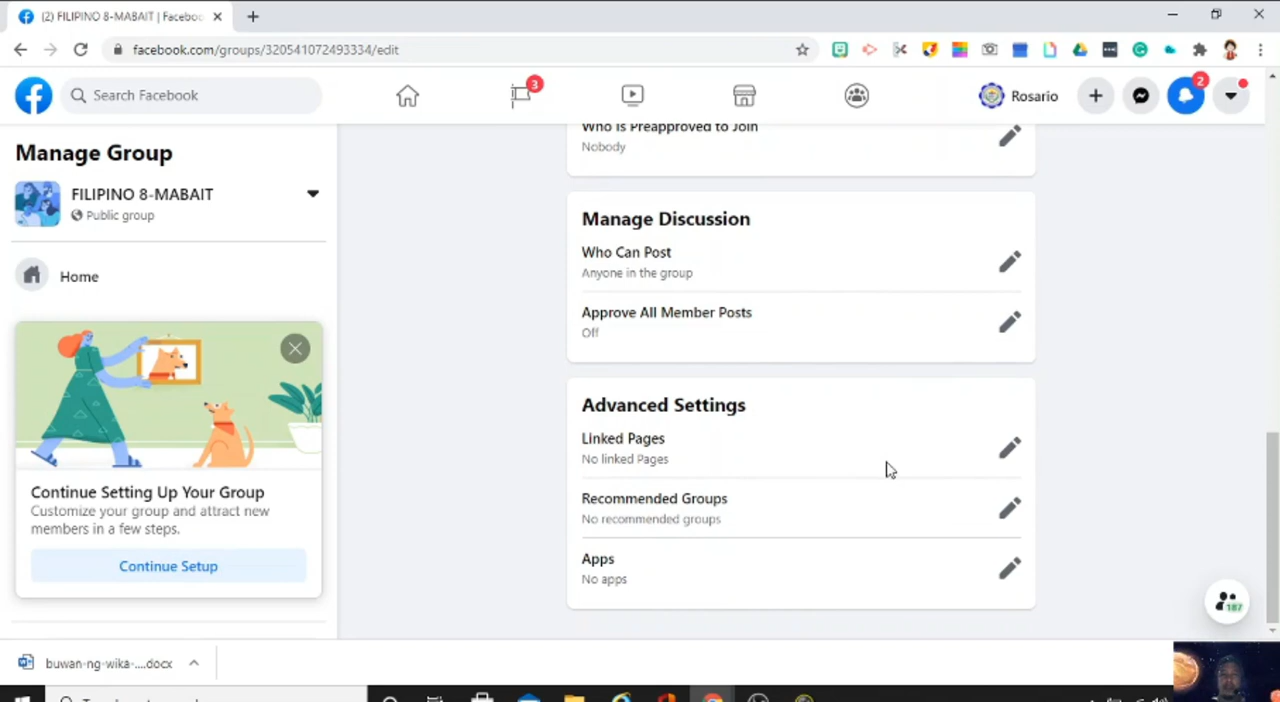 (2) FILIPINO 8-MABAIT | Faceboo
facebook.com/groups/320541072493334/edit
Search Facebook
3
Rosario
2
Manage Group
FILIPINO 8-MABAIT
Public group
Home
Continue Setting Up Your Group
Customize your group and attract new
members in a few steps.
Continue Setup
Who Is Preapproved to Join
Nobody
Manage Discussion
Who Can Post
Anyone in the group
Approve All Member Posts
Off
Advanced Settings
Linked Pages
No linked Pages
Recommended Groups
No recommended groups
Apps
No apps
187
buwan-ng-wika-....docx